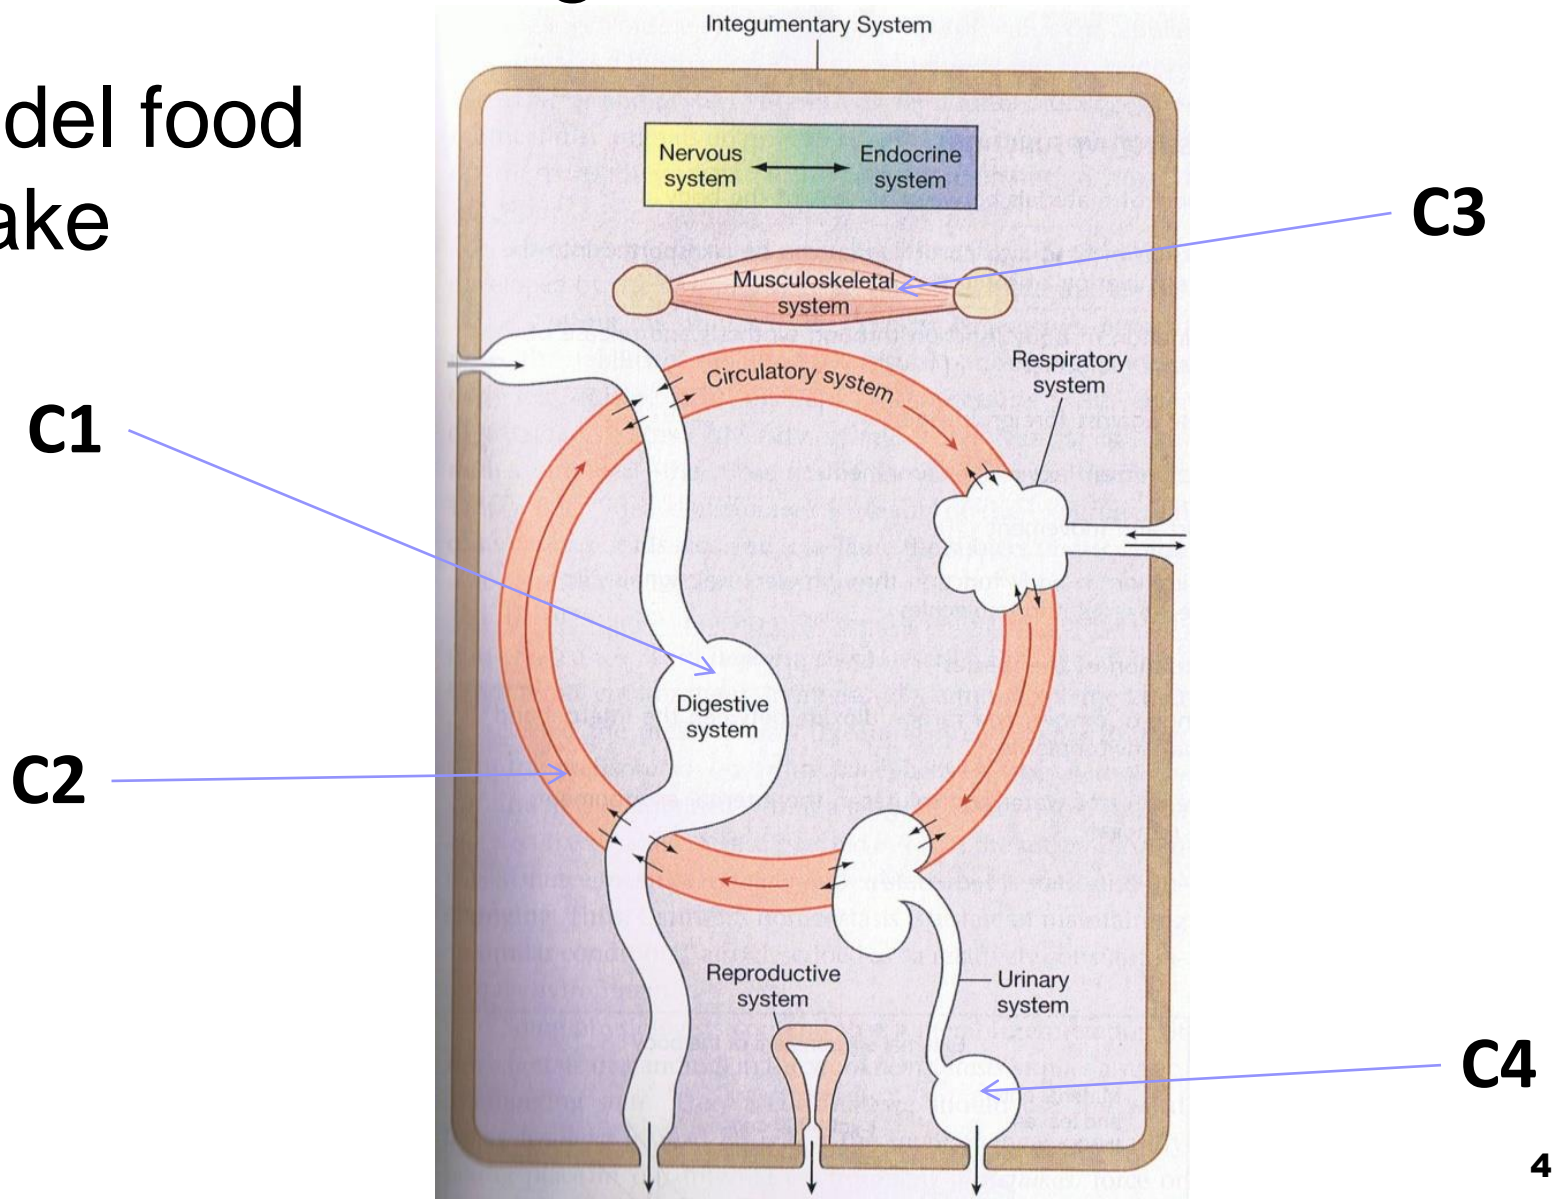 Integumentary System
del food
ake
Nervous
system
Endocrine
system
C3
Musculoskeletal
system
Circulatory system
Respiratory
system
C1
Digestive
system
C2
Reproductive
system
Urinary
system
C4
4